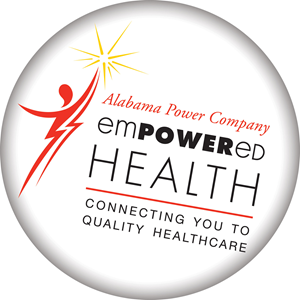 Alabama Power Company
emPOWERED
HEALTH
CONNECTING YOU TO
QUALITY HEALTHCARE